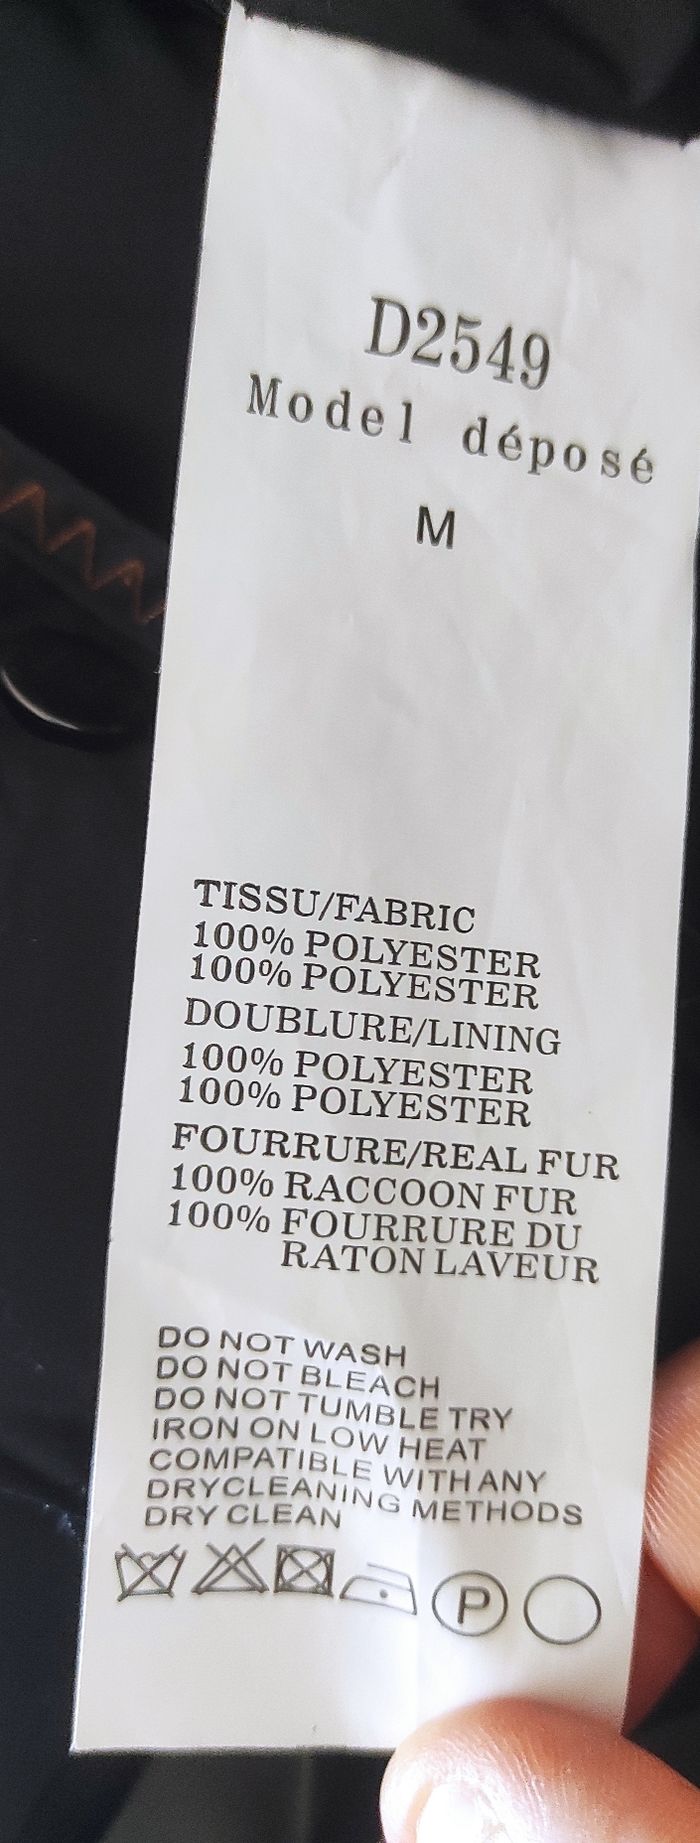 D2549
Model déposé
M
TISSU/FABRIC
100% POLYESTER
100% POLYESTER
DOUBLURE/LINING
100% POLYESTER
100% POLYESTER
FOURRURE/REAL FUR
100% RACCOON FUR
100% FOURRURE DU
RATON LAVEUR
DO NOT WASH
DO NOT BLEACH
DO NOT TUMBLE TRY
IRON ON LOW HEAT
COMPATIBLE WITH ANY
DRYCLEANING METHODS
DRY CLEAN
P